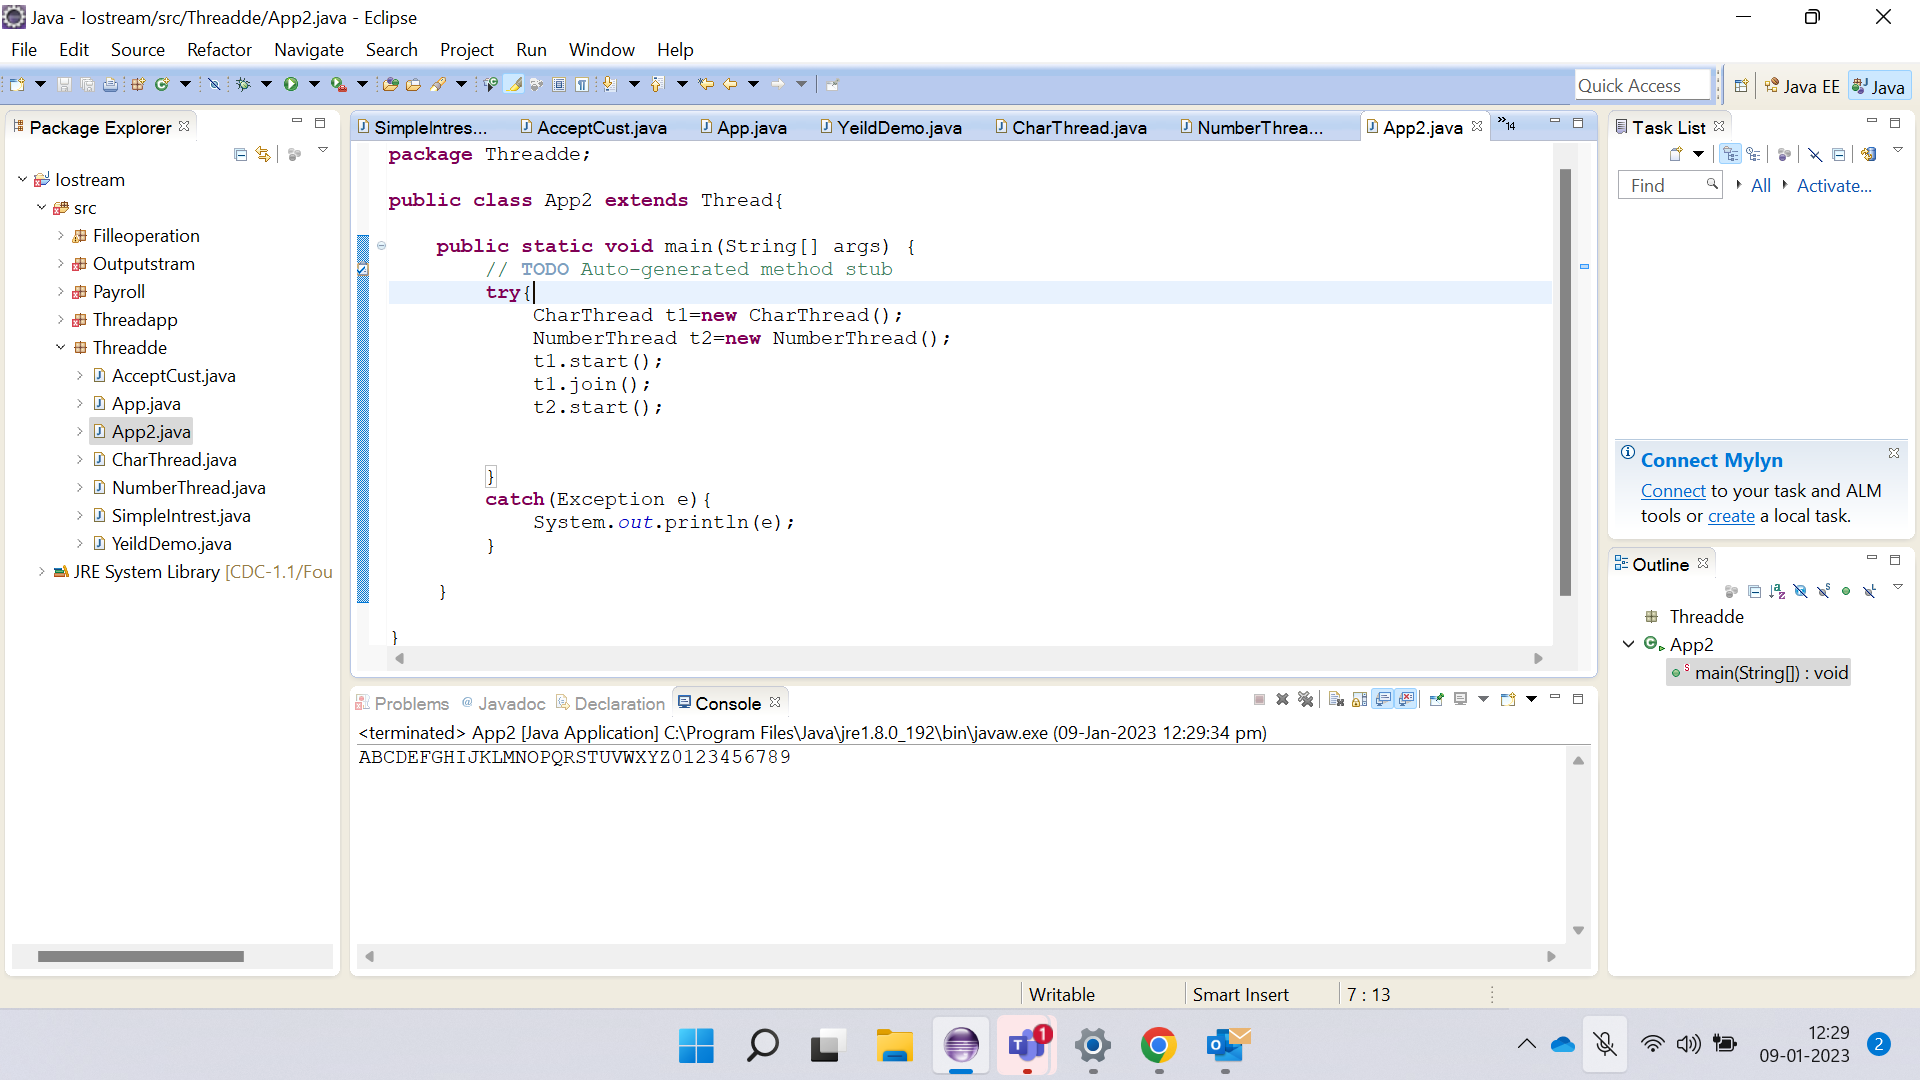 Java - Iostream/src/Threadde/App2.java - Eclipse
File Edit Source Refactor Navigate Search Project Run Window Help
Quick Access
Java EE
Java
Package Explorer
Iostream
src
Filleoperation
Outputstram
Payroll
Threadapp
Threadde
AcceptCust.java
App.java
App2.java
CharThread.java
NumberThread.java
SimpleIntrest.java
YeildDemo.java
JRE System Library [CDC-1.1/Fou
SimpleIntres... AcceptCust.java App.java YeildDemo.java CharThread.java NumberThrea... App2.java »14
package Threadde;
public class App2 extends Thread{
public static void main(String[] args) {
// TODO Auto-generated method stub
try{
CharThread t1=new CharThread();
NumberThread t2=new NumberThread();
t1.start();
t1.join();
t2.start();
}
catch(Exception e){
System.out.println(e);
}
}
}
Problems @ Javadoc Declaration Console
<terminated> App2 [Java Application] C:\Program Files\Java\jre1.8.0_192\bin\javaw.exe (09-Jan-2023 12:29:34 pm)
ABCDEFGHIJKLMNOPQRSTUVWXYZ0123456789
Task List
Find All Activate...
Connect Mylyn
Connect to your task and ALM
tools or create a local task.
Outline
Threadde
App2
main(String[]) : void
Writable Smart Insert 7 : 13
1
12:29
09-01-2023
2